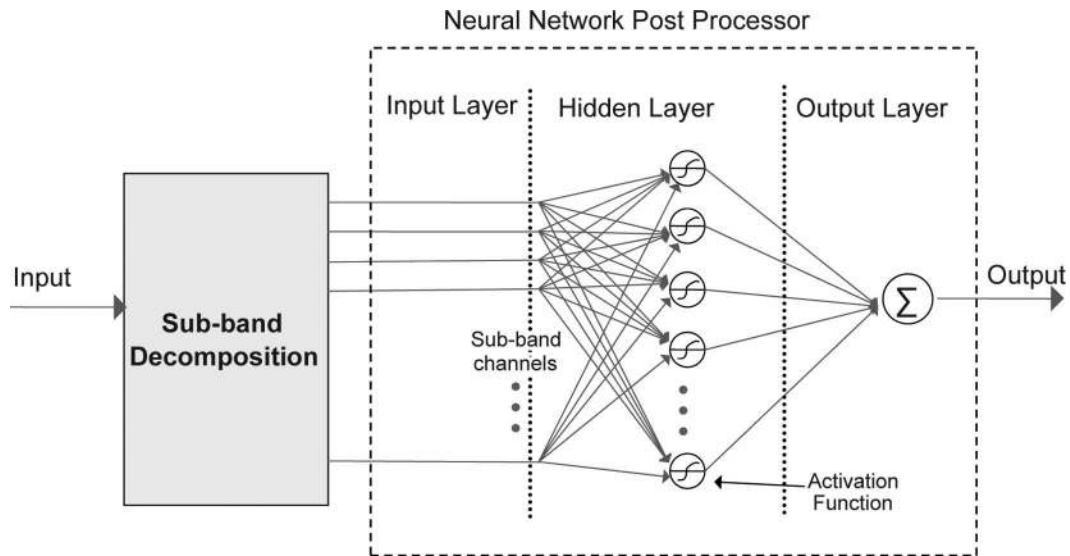 Neural Network Post Processor
Input Layer
Hidden Layer
Output Layer
Input
Sub-band
Decomposition
Sub-band
channels
Σ
Output
Activation
Function